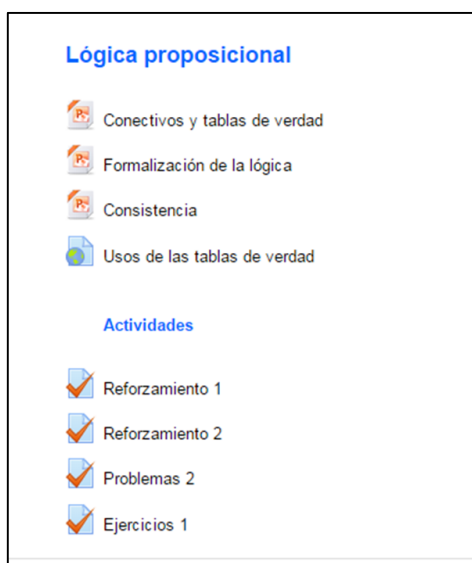 Lógica proposicional
Conectivos y tablas de verdad
Formalización de la lógica
Consistencia
Usos de las tablas de verdad
Actividades
Reforzamiento 1
Reforzamiento 2
Problemas 2
Ejercicios 1